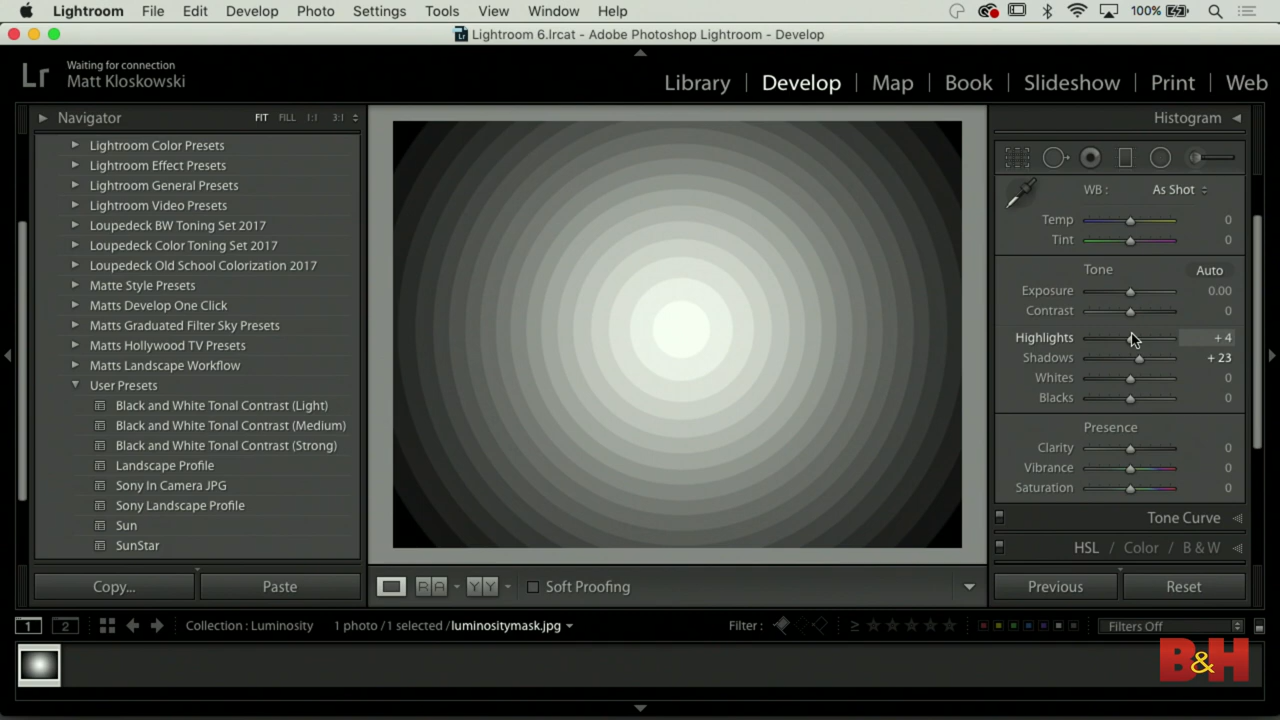 Lightroom File Edit Develop Photo Settings Tools View Window Help 100%
Lr Lightroom 6.lrcat - Adobe Photoshop Lightroom - Develop
Lr
Waiting for connection
Matt Kloskowski
Library | Develop | Map | Book | Slideshow | Print | Web
Navigator FIT FILL 1:1 3:1
Lightroom Color Presets
Lightroom Effect Presets
Lightroom General Presets
Lightroom Video Presets
Loupedeck BW Toning Set 2017
Loupedeck Color Toning Set 2017
Loupedeck Old School Colorization 2017
Matte Style Presets
Matts Develop One Click
Matts Graduated Filter Sky Presets
Matts Hollywood TV Presets
Matts Landscape Workflow
User Presets
Black and White Tonal Contrast (Light)
Black and White Tonal Contrast (Medium)
Black and White Tonal Contrast (Strong)
Landscape Profile
Sony In Camera JPG
Sony Landscape Profile
Sun
SunStar
Copy... Paste
Histogram
WB : As Shot
Temp 0
Tint 0
Tone Auto
Exposure 0.00
Contrast 0
Highlights + 4
Shadows + 23
Whites 0
Blacks 0
Presence
Clarity 0
Vibrance 0
Saturation 0
Tone Curve
HSL / Color / B & W
Previous Reset
R A Y Y Soft Proofing
1 2 Collection : Luminosity 1 photo / 1 selected / luminositymask.jpg Filter : ≥ Filters Off
B&H